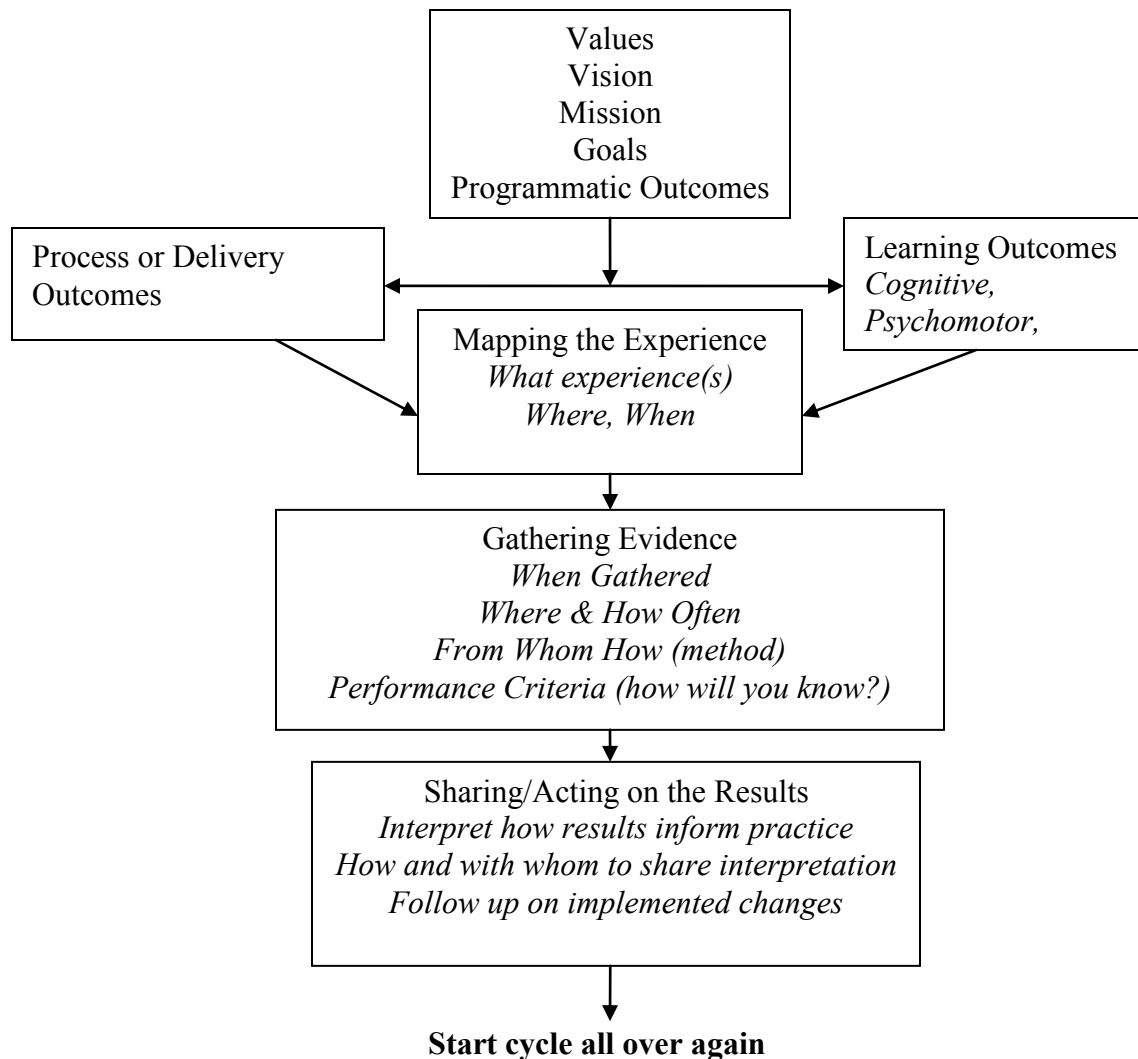 Values
Vision
Mission
Goals
Programmatic Outcomes
Process or Delivery
Outcomes
Learning Outcomes
Cognitive,
Psychomotor,
Mapping the Experience
What experience(s)
Where, When
Gathering Evidence
When Gathered
Where & How Often
From Whom How (method)
Performance Criteria (how will you know?)
Sharing/Acting on the Results
Interpret how results inform practice
How and with whom to share interpretation
Follow up on implemented changes
Start cycle all over again